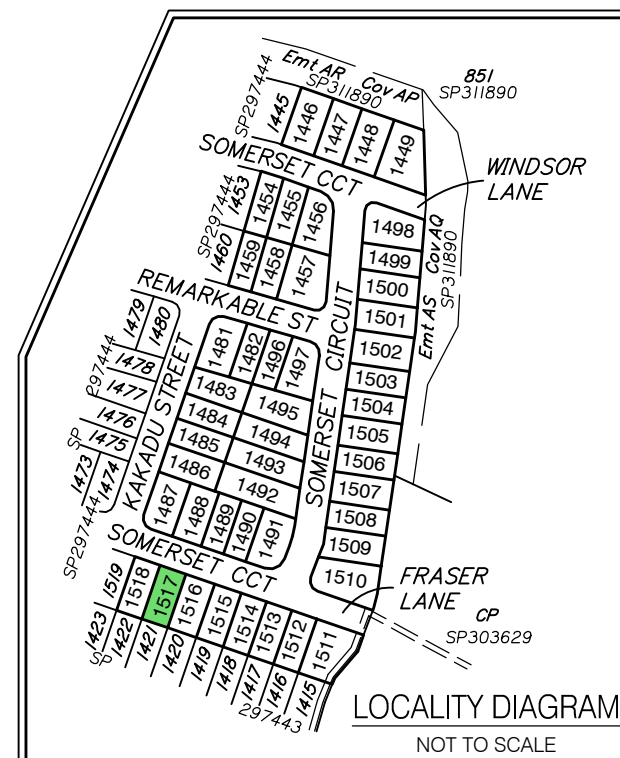 Emt AR
Cov AP
SP311890
851
SP311890
SP297444
1445
1446
1447
1448
1449
SOMERSET CCT
WINDSOR
LANE
SP297444
1453
1454
1455
1456
1460
1459
1458
1457
1498
1499
1500
1501
1502
1503
1504
1505
1506
1507
1508
1509
1510
Emt AS
Cov AQ
SP311890
REMARKABLE ST
SOMERSET CIRCUIT
1479
1480
1478
1477
1476
1475
1473
1474
297444
SP
SP297444
KAKADU STREET
1481
1482
1496
1497
1483
1495
1484
1494
1485
1493
1486
1492
1487
1488
1489
1490
1491
SOMERSET CCT
FRASER
LANE
CP
SP303629
1519
1518
1517
1516
1515
1514
1513
1512
1511
1423
1422
1421
1420
1419
1418
1417
1416
1415
SP
297443
LOCALITY DIAGRAM
NOT TO SCALE